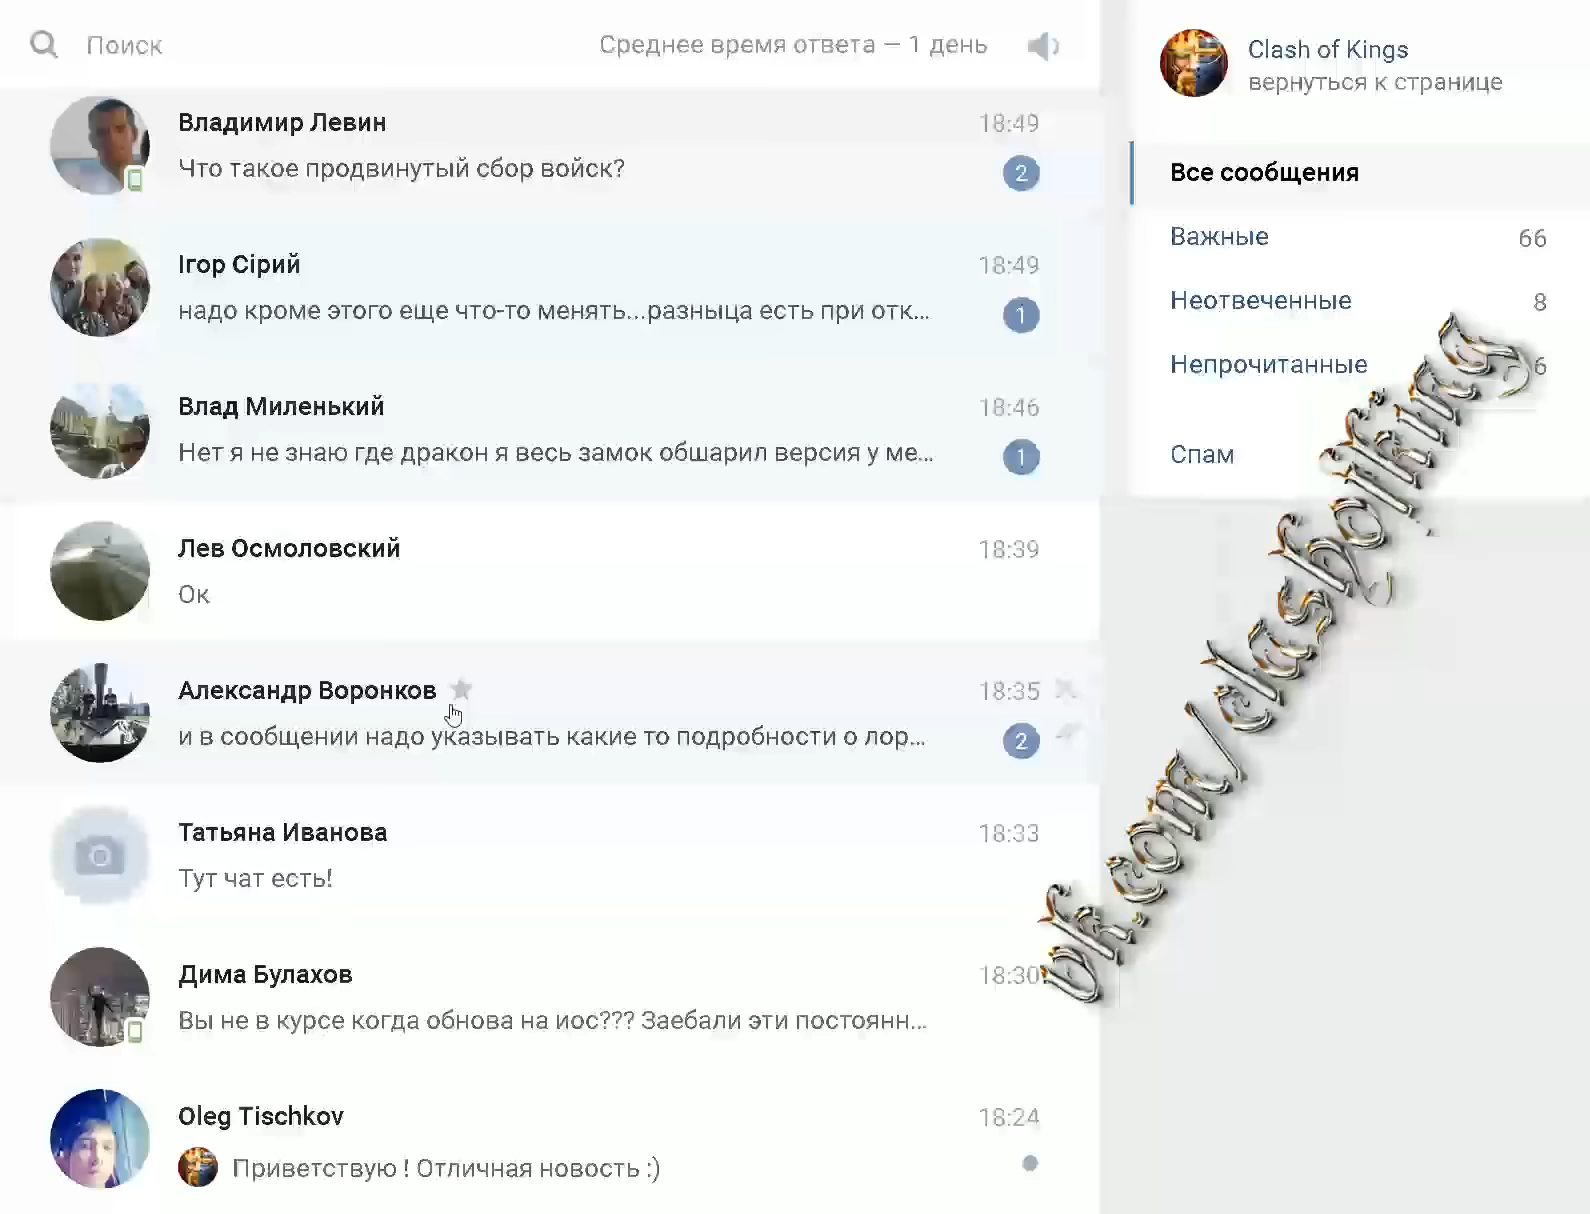 Поиск
Среднее время ответа — 1 день
Владимир Левин
18:49
Что такое продвинутый сбор войск?
2
Ігор Сірий
18:49
надо кроме этого еще что-то менять...разныца есть при отк...
1
Влад Миленький
18:46
Нет я не знаю где дракон я весь замок обшарил версия у ме...
1
Лев Осмоловский
18:39
Ок
Александр Воронков
18:35
и в сообщении надо указывать какие то подробности о лор...
2
Татьяна Иванова
18:33
Тут чат есть!
Дима Булахов
18:30
Вы не в курсе когда обнова на иос??? Заебали эти постоянн...
Oleg Tischkov
18:24
Приветствую ! Отличная новость :)
Clash of Kings
вернуться к странице
Все сообщения
Важные
66
Неотвеченные
8
Непрочитанные
6
Спам
vk.com/clashofking